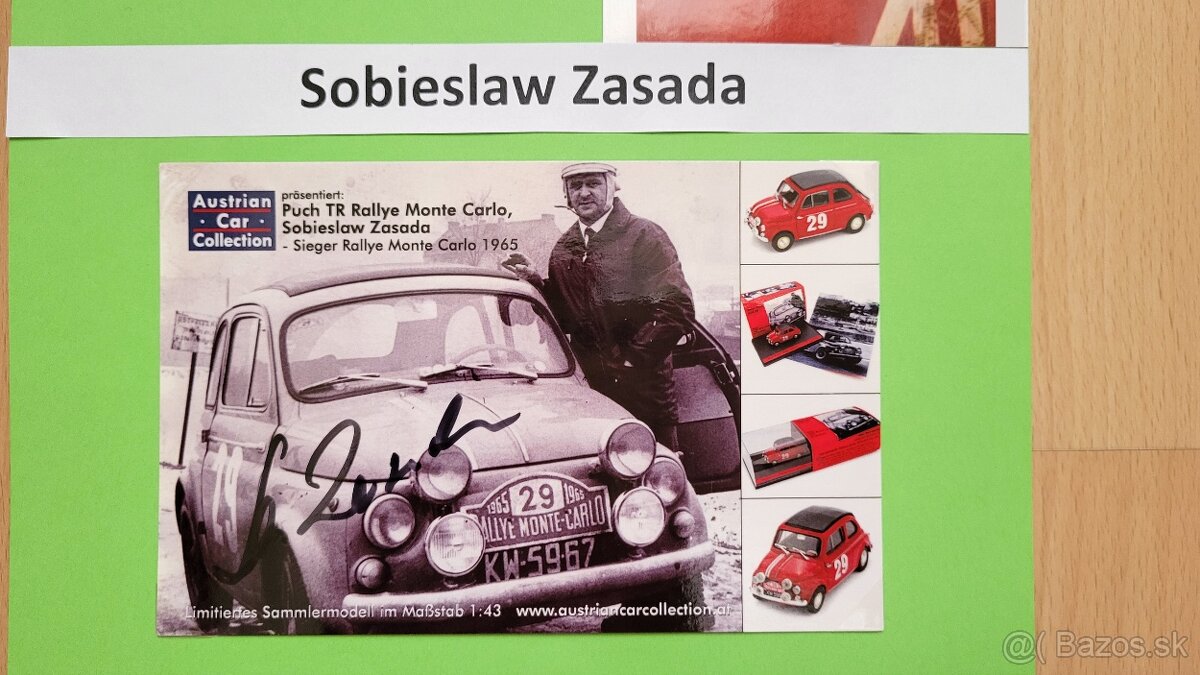 Sobieslaw Zasada
Austrian
· Car ·
Collection
präsentiert:
Puch TR Rallye Monte Carlo,
Sobieslaw Zasada
- Sieger Rallye Monte Carlo 1965
29
29
1965 29 1965
RALLYE MONTE-CARLO
KW-59-67
29
29
Limitiertes Sammlermodell im Maßstab 1:43 www.austriancarcollection.at
@( Bazos.sk